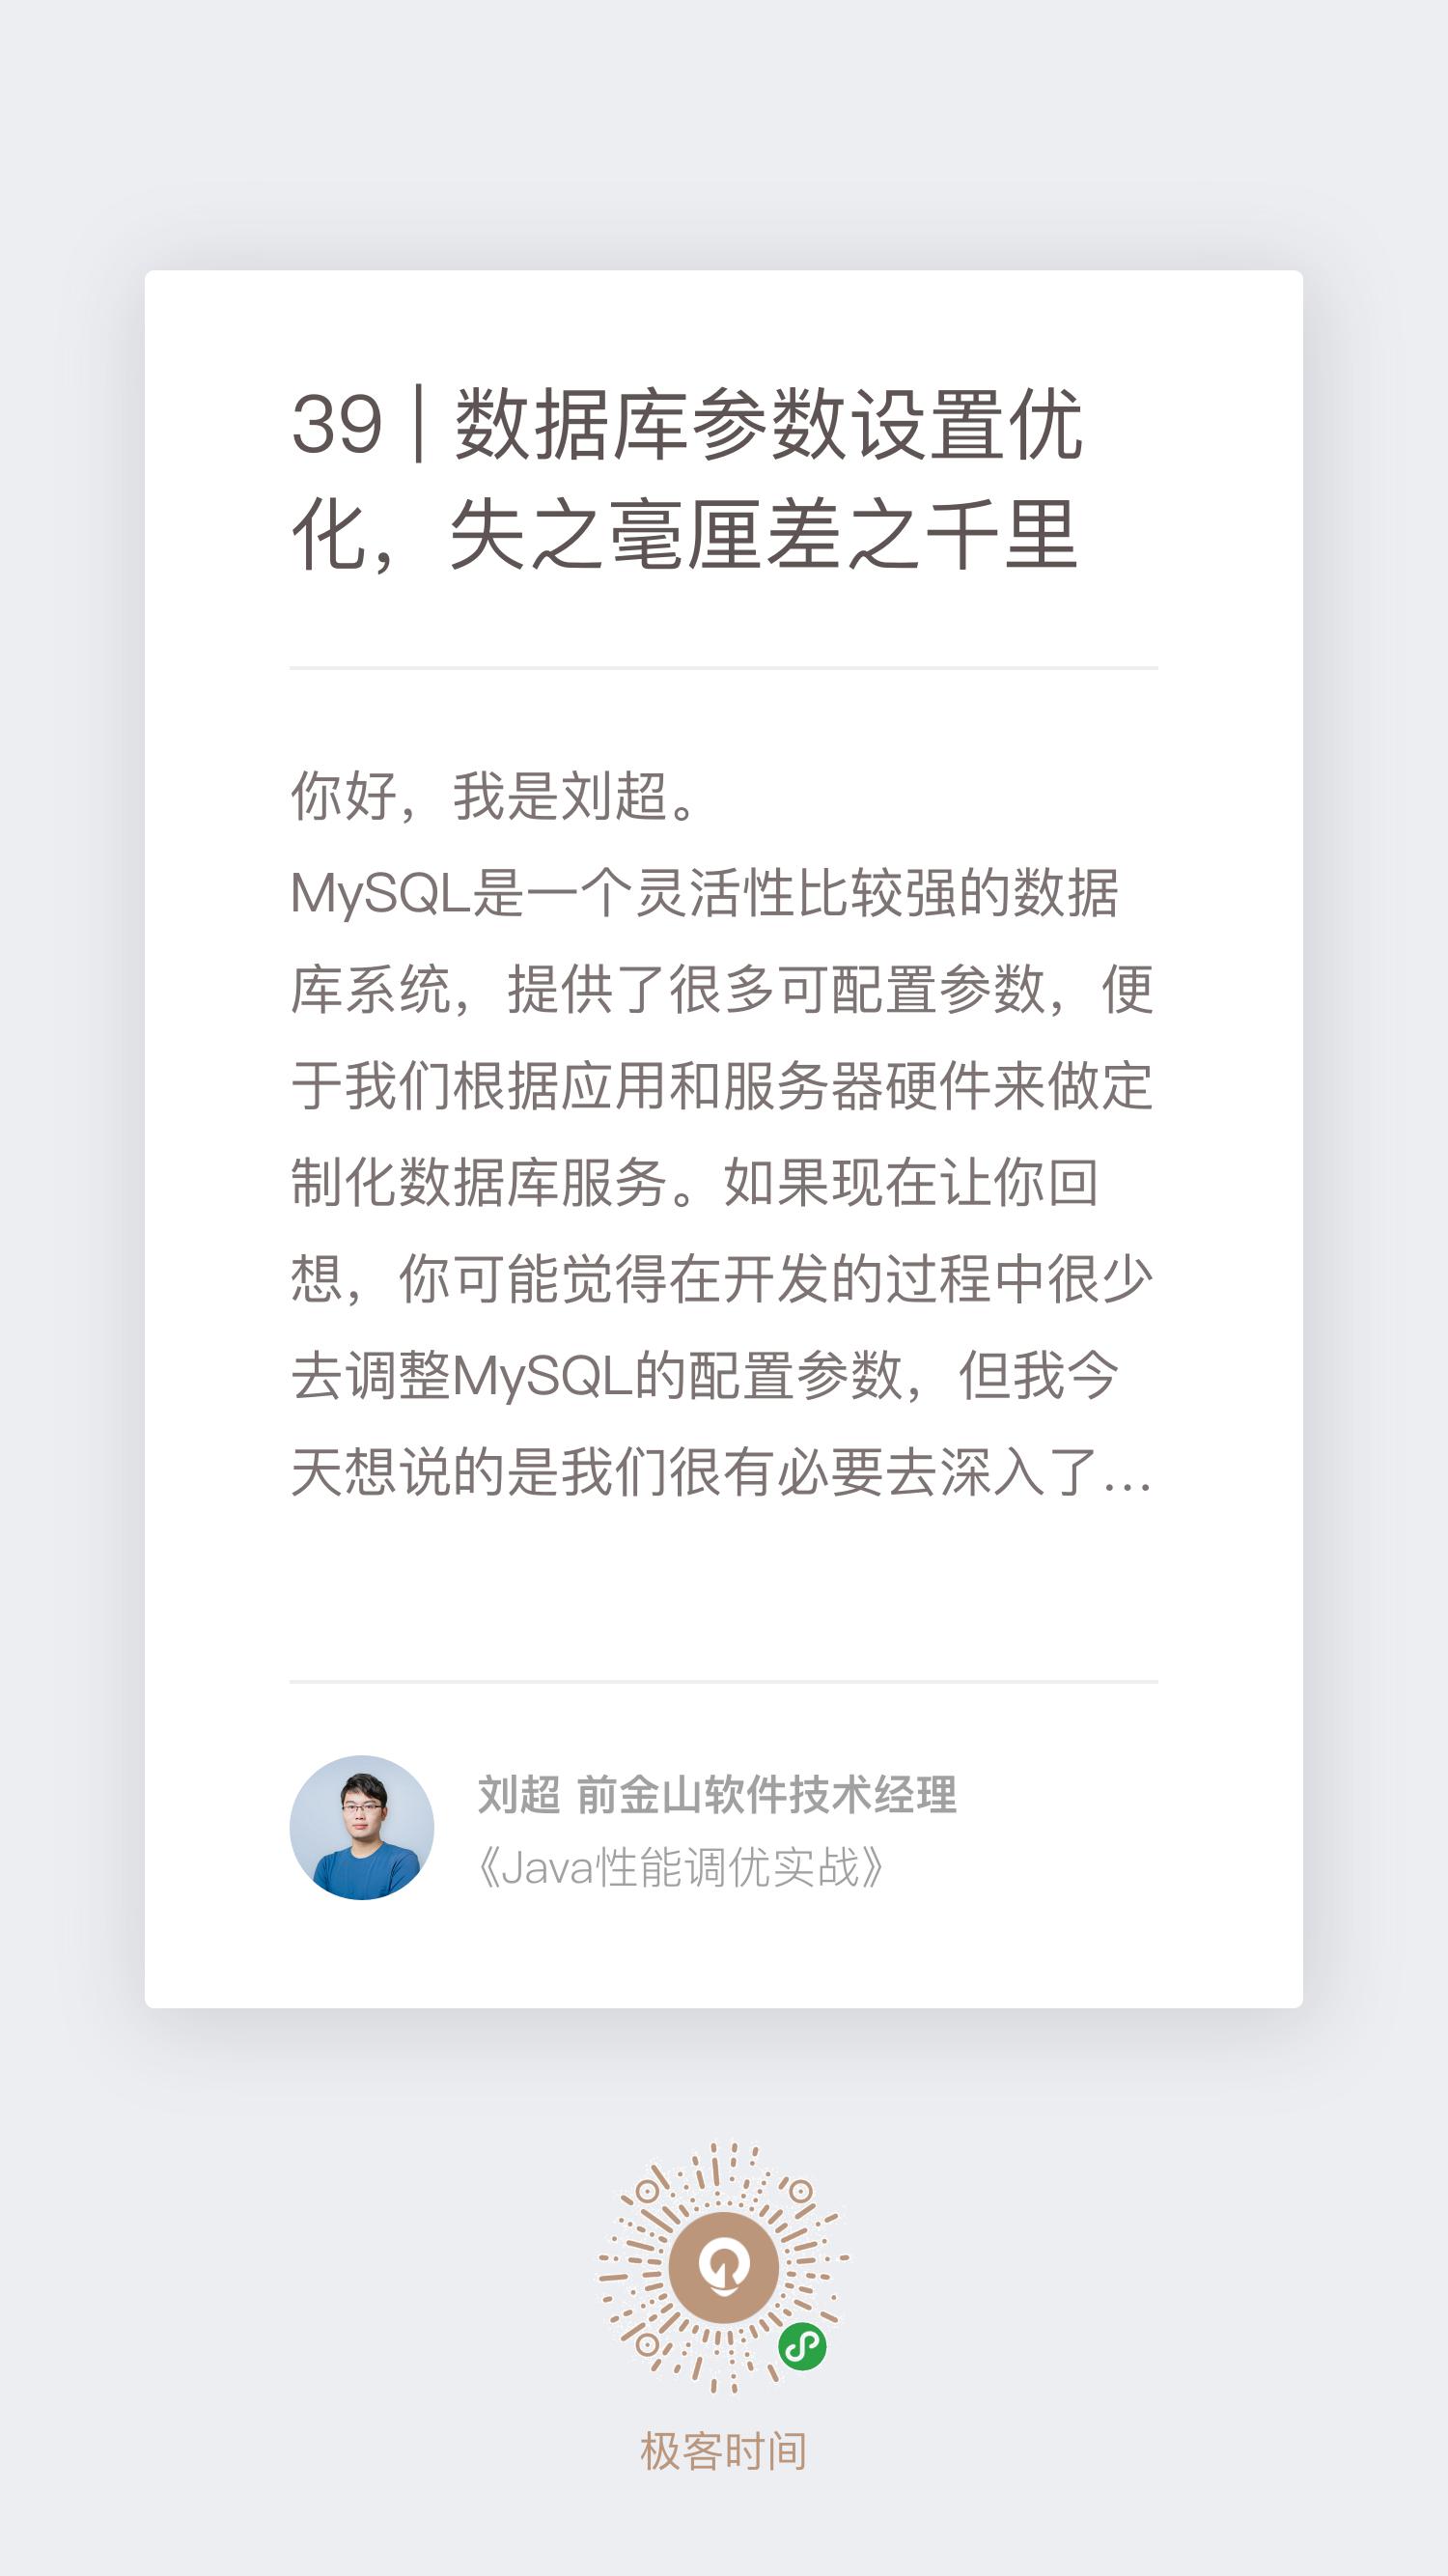 39 | 数据库参数设置优
化，失之毫厘差之千里
你好，我是刘超。
MySQL是一个灵活性比较强的数据
库系统，提供了很多可配置参数，便
于我们根据应用和服务器硬件来做定
制化数据库服务。如果现在让你回
想，你可能觉得在开发的过程中很少
去调整MySQL的配置参数，但我今
天想说的是我们很有必要去深入了...
刘超 前金山软件技术经理
《Java性能调优实战》
极客时间